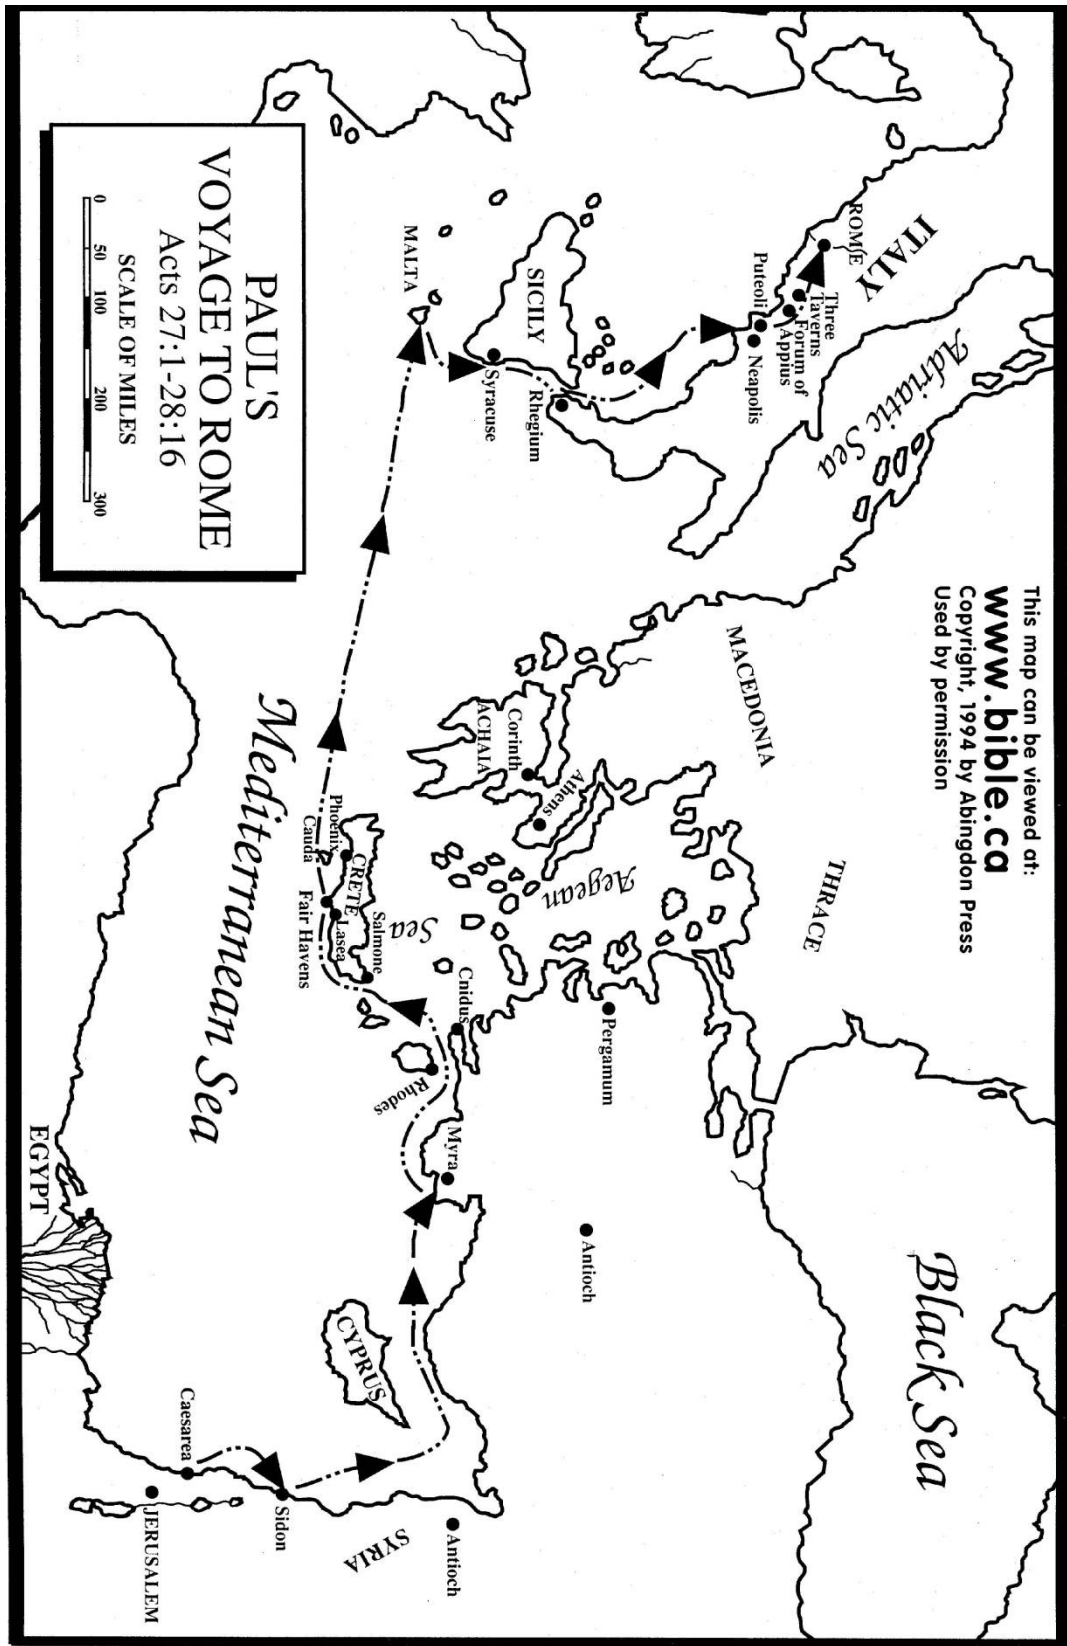 This map can be viewed at:
www.bible.ca
Copyright, 1994 by Abingdon Press
Used by permission
ITALY
ROME
Three
Taverns
Forum of
Appius
Puteoli
Neapolis
Adriatic Sea
MACEDONIA
THRACE
Black Sea
SICILY
Rhegium
Syracuse
MALTA
Corinth
ACHAIA
Athens
Aegean
Sea
Pergamum
Antioch
Cnidus
Rhodes
Myra
Phoenix
Cauda
CRETE
Salmone
Lasea
Fair Havens
Mediterranean Sea
CYPRUS
Antioch
SYRIA
Sidon
Caesarea
JERUSALEM
EGYPT
PAUL'S
VOYAGE TO ROME
Acts 27:1-28:16
SCALE OF MILES
0 50 100 200 300